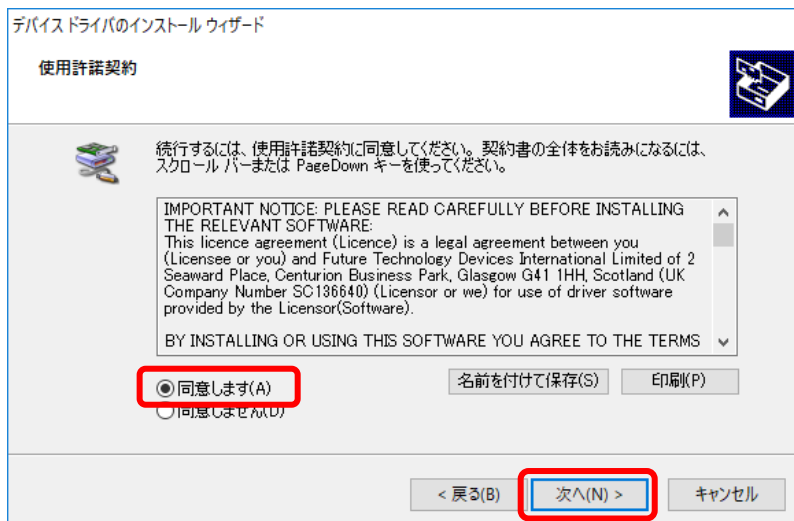 デバイス ドライバのインストール ウィザード
使用許諾契約
続行するには、使用許諾契約に同意してください。契約書の全体をお読みになるには、
スクロール バーまたは PageDown キーを使ってください。
IMPORTANT NOTICE: PLEASE READ CAREFULLY BEFORE INSTALLING
THE RELEVANT SOFTWARE:
This licence agreement (Licence) is a legal agreement between you
(Licensee or you) and Future Technology Devices International Limited of 2
Seaward Place, Centurion Business Park, Glasgow G41 1HH, Scotland (UK
Company Number SC136640) (Licensor or we) for use of driver software
provided by the Licensor(Software).
BY INSTALLING OR USING THIS SOFTWARE YOU AGREE TO THE TERMS
同意します(A)
名前を付けて保存(S)
印刷(P)
同意しません(D)
< 戻る(B)
次へ(N) >
キャンセル